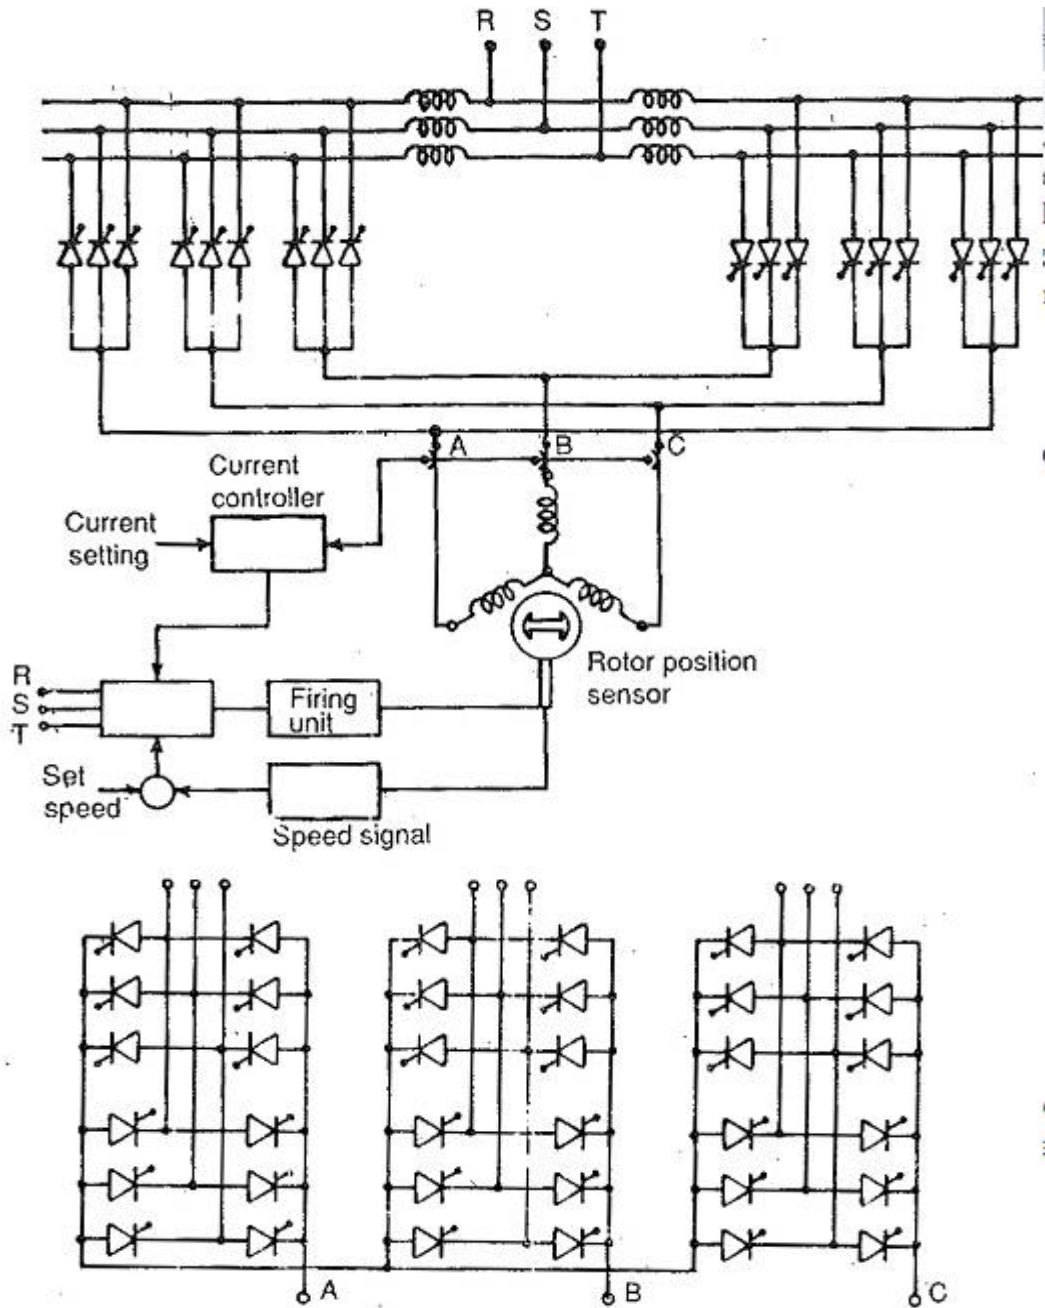 R S T
A B C
Current
controller
Current
setting
Rotor position
sensor
R
S
T
Firing
unit
Set
speed
Speed signal
A B C